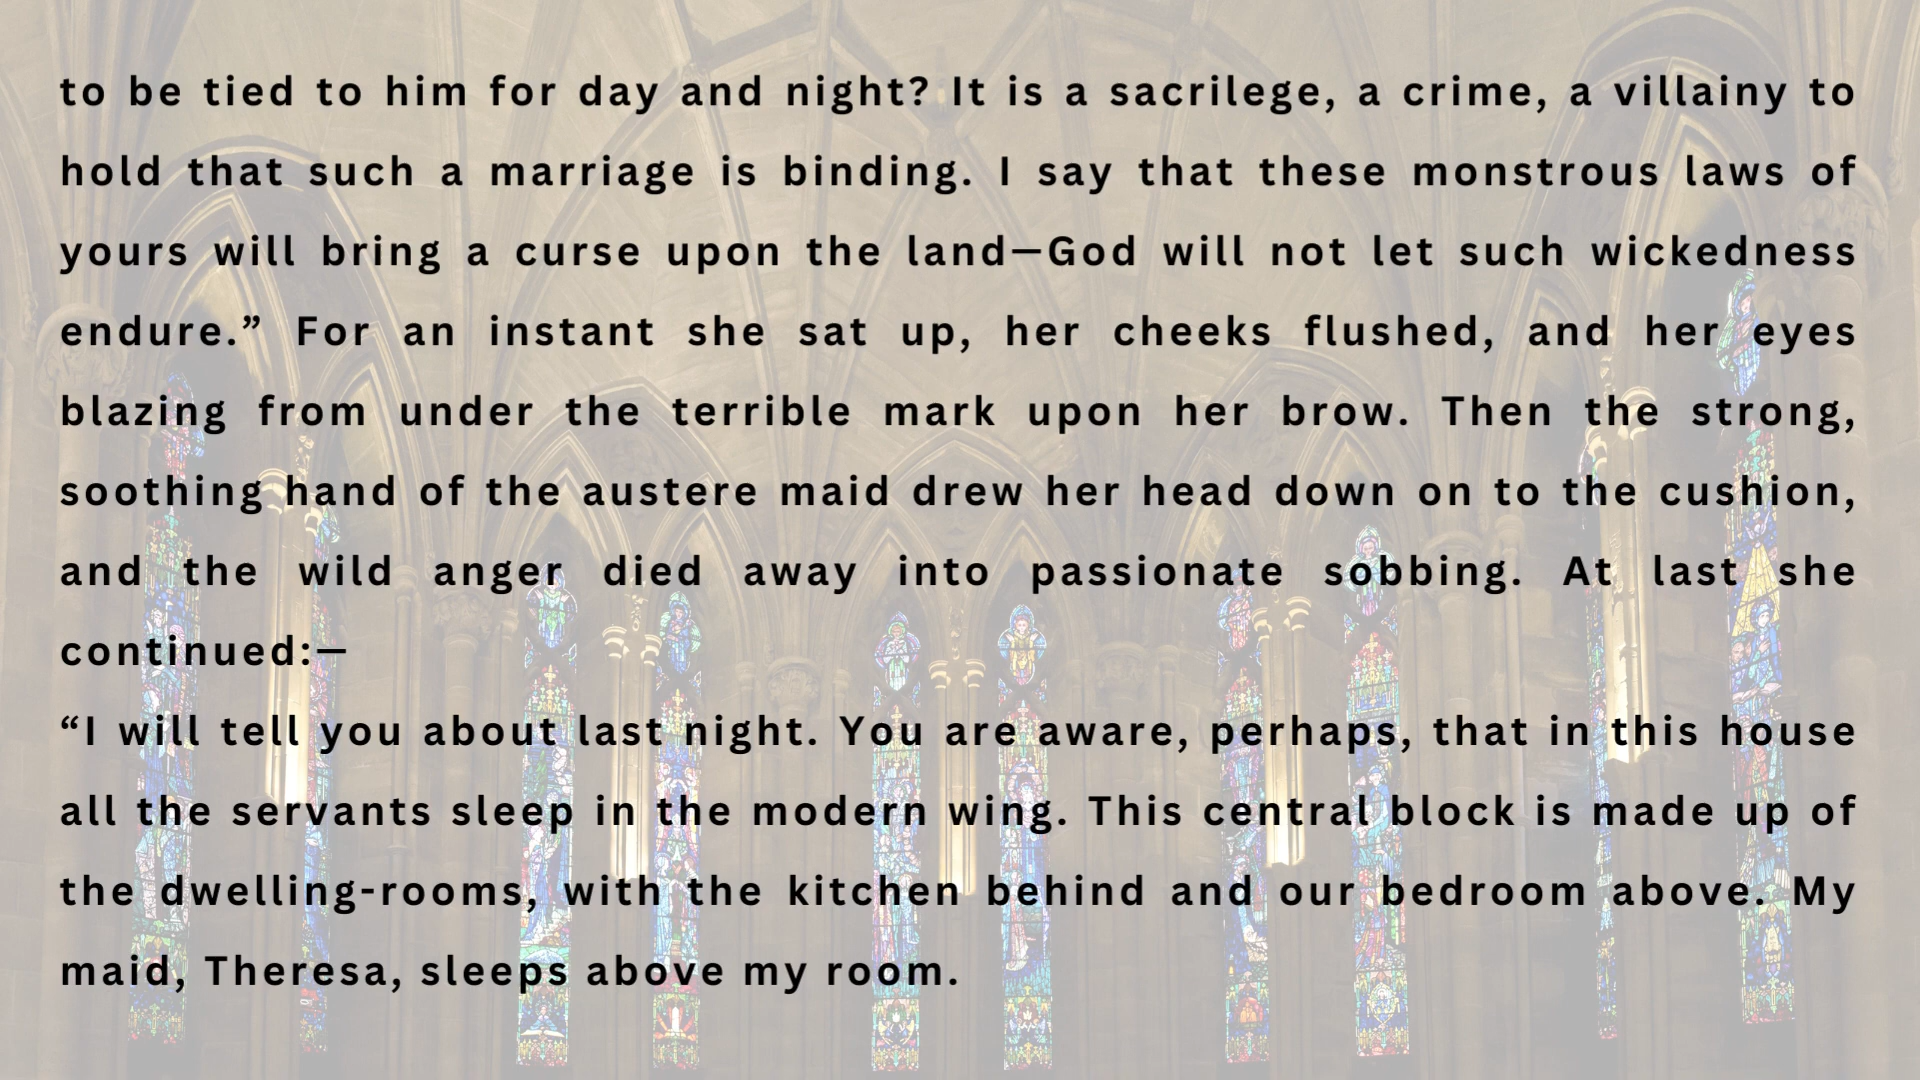 to be tied to him for day and night? It is a sacrilege, a crime, a villainy to
hold that such a marriage is binding. I say that these monstrous laws of
yours will bring a curse upon the land—God will not let such wickedness
endure.” For an instant she sat up, her cheeks flushed, and her eyes
blazing from under the terrible mark upon her brow. Then the strong,
soothing hand of the austere maid drew her head down on to the cushion,
and the wild anger died away into passionate sobbing. At last she
continued:—
“I will tell you about last night. You are aware, perhaps, that in this house
all the servants sleep in the modern wing. This central block is made up of
the dwelling-rooms, with the kitchen behind and our bedroom above. My
maid, Theresa, sleeps above my room.